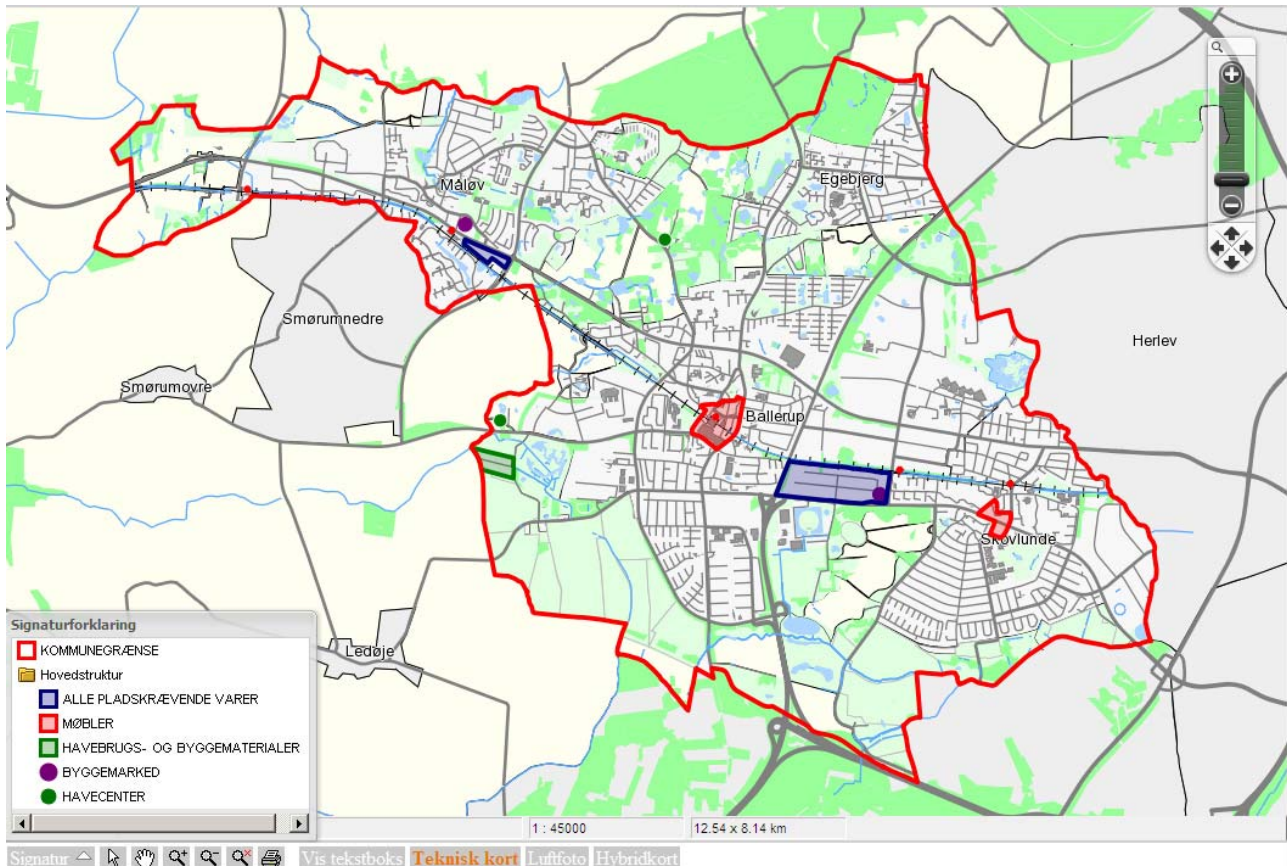 Måløv
Egebjerg
Smørumnedre
Herlev
Smørumovre
Ballerup
Skovlunde
Ledøje
Signaturforklaring
KOMMUNEGRÆNSE
Hovedstruktur
ALLE PLADSKRÆVENDE VARER
MØBLER
HAVEBRUGS- OG BYGGEMATERIALER
BYGGEMARKED
HAVECENTER
1 : 45000 12.54 x 8.14 km
Signatur Vis tekstboks Teknisk kort Luftfoto Hybridkort